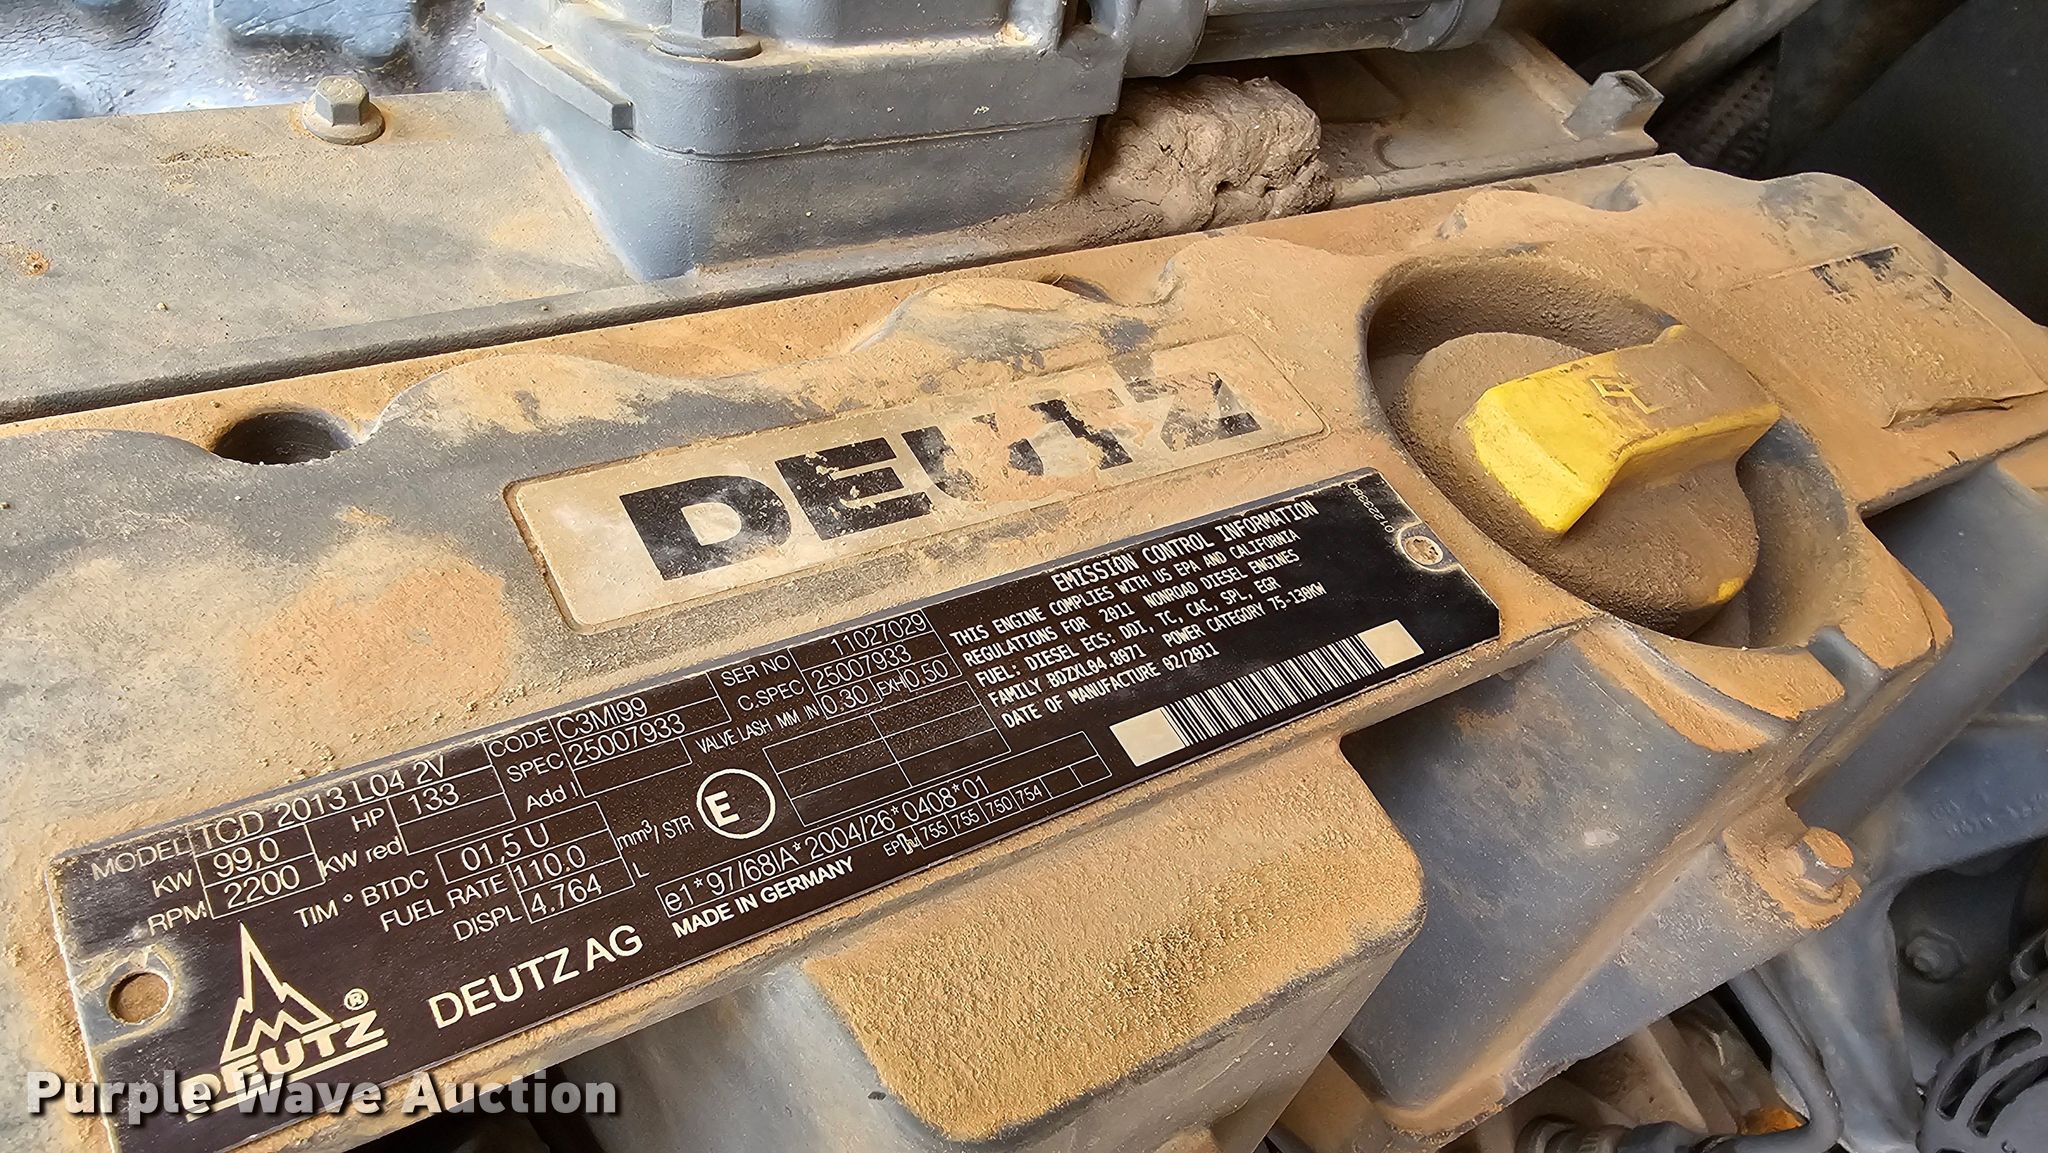 DEUTZ
0122339C
MODEL TCD 2013 L04 2V
KW 99,0 HP 133
RPM 2200 KW red
TIM ° BTDC 01,5 U
FUEL RATE 110.0 mm³/STR
DISPL 4.764 L
CODE C3MI99
SPEC 25007933
Add I
SER NO 11027029
C.SPEC 25007933
VALVE LASH MM IN 0.30 EXH 0.50
E
e1*97/68IA*2004/26*0408*01
EPI 755 755 750 754
MADE IN GERMANY
DEUTZ AG
DEUTZ®
EMISSION CONTROL INFORMATION
THIS ENGINE COMPLIES WITH US EPA AND CALIFORNIA
REGULATIONS FOR 2011 NONROAD DIESEL ENGINES
FUEL: DIESEL ECS: DDI, TC, CAC, SPL, EGR
FAMILY BDZXL04.8071 POWER CATEGORY 75-130KW
DATE OF MANUFACTURE 02/2011
Purple Wave Auction